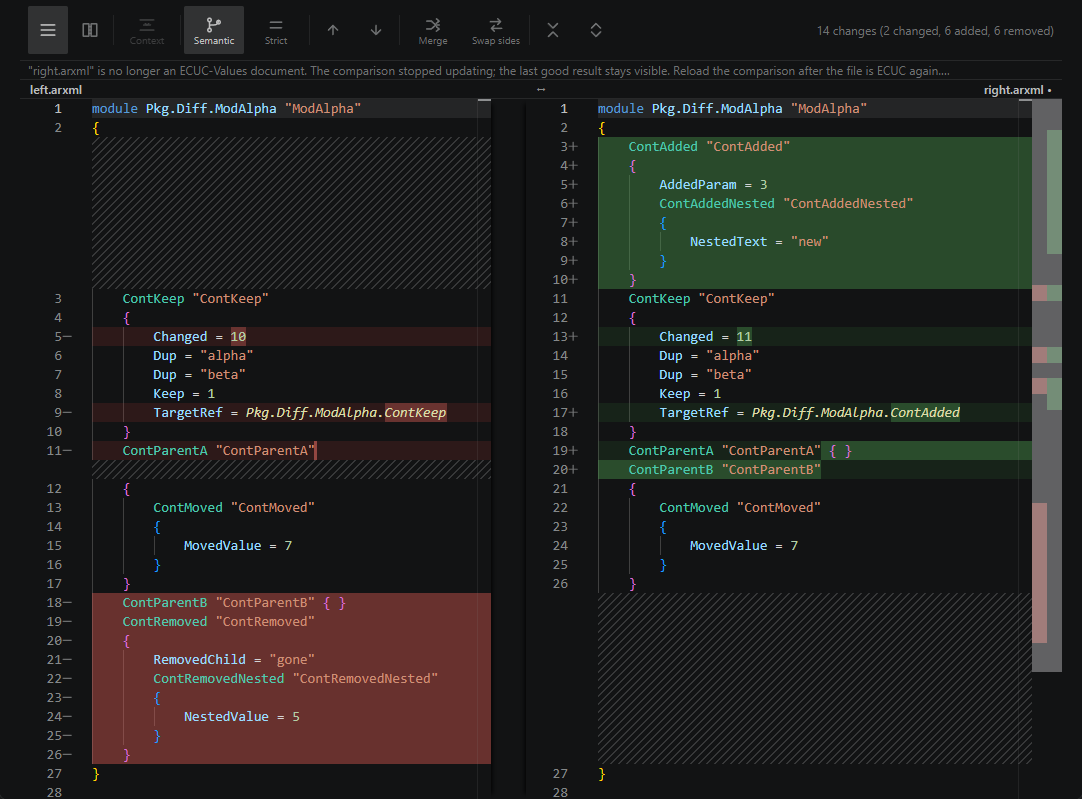 Context
Semantic
Strict
Merge
Swap sides
14 changes (2 changed, 6 added, 6 removed)
"right.arxml" is no longer an ECUC-Values document. The comparison stopped updating; the last good result stays visible. Reload the comparison after the file is ECUC again....
left.arxml ↔ right.arxml •
1 module Pkg.Diff.ModAlpha "ModAlpha"
2 {
3 ContKeep "ContKeep"
4 {
5− Changed = 10
6 Dup = "alpha"
7 Dup = "beta"
8 Keep = 1
9− TargetRef = Pkg.Diff.ModAlpha.ContKeep
10 }
11− ContParentA "ContParentA"
12 {
13 ContMoved "ContMoved"
14 {
15 MovedValue = 7
16 }
17 }
18− ContParentB "ContParentB" { }
19− ContRemoved "ContRemoved"
20− {
21− RemovedChild = "gone"
22− ContRemovedNested "ContRemovedNested"
23− {
24− NestedValue = 5
25− }
26− }
27 }
28
1 module Pkg.Diff.ModAlpha "ModAlpha"
2 {
3+ ContAdded "ContAdded"
4+ {
5+ AddedParam = 3
6+ ContAddedNested "ContAddedNested"
7+ {
8+ NestedText = "new"
9+ }
10+ }
11 ContKeep "ContKeep"
12 {
13+ Changed = 11
14 Dup = "alpha"
15 Dup = "beta"
16 Keep = 1
17+ TargetRef = Pkg.Diff.ModAlpha.ContAdded
18 }
19+ ContParentA "ContParentA" { }
20+ ContParentB "ContParentB"
21 {
22 ContMoved "ContMoved"
23 {
24 MovedValue = 7
25 }
26 }
27 }
28